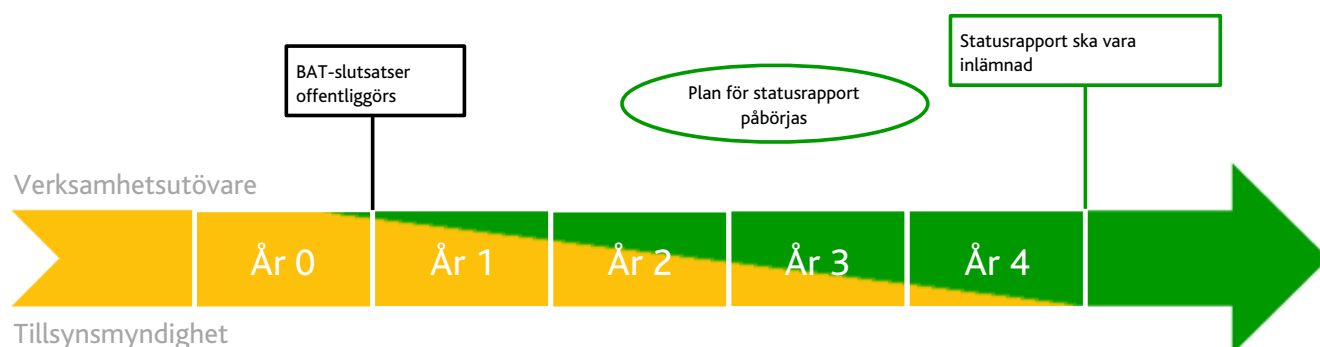 Statusrapport ska vara
inlämnad
BAT-slutsatser
offentliggörs
Plan för statusrapport
påbörjas
Verksamhetsutövare
År 0
År 1
År 2
År 3
År 4
Tillsynsmyndighet